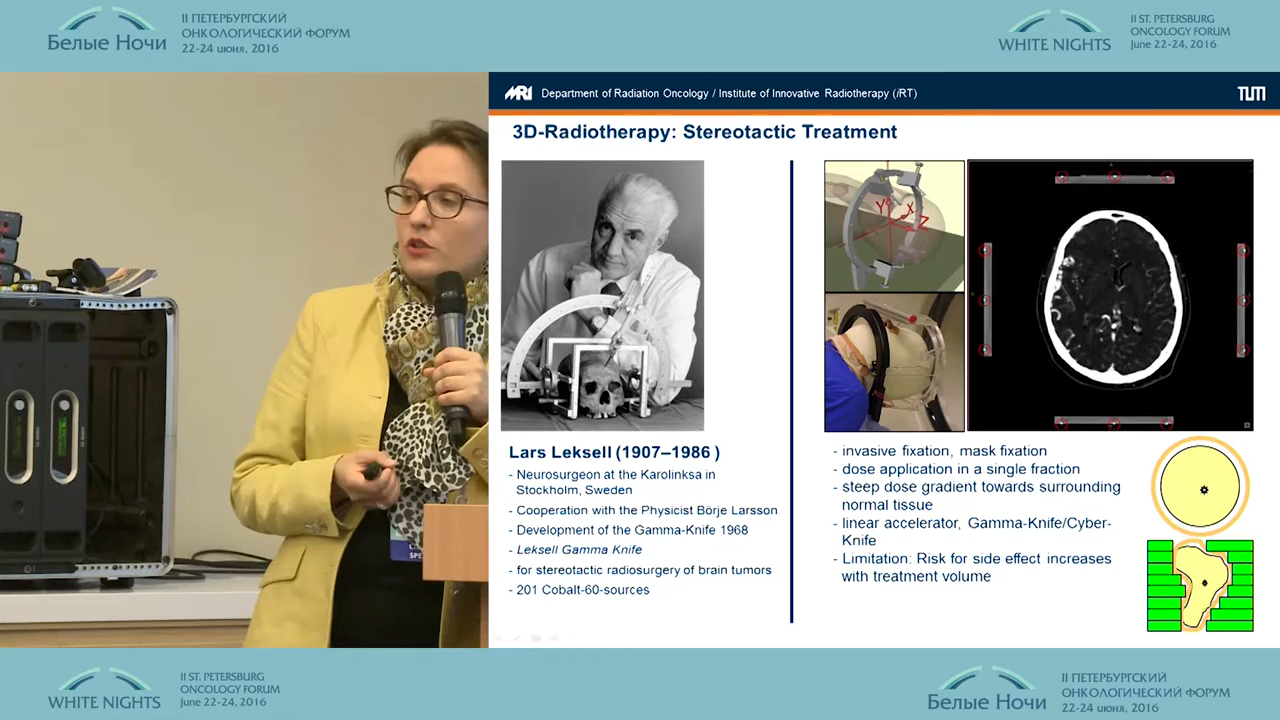 Белые Ночи
II ПЕТЕРБУРГСКИЙ
ОНКОЛОГИЧЕСКИЙ ФОРУМ
22-24 июня, 2016
WHITE NIGHTS
II ST. PETERSBURG
ONCOLOGY FORUM
June 22-24, 2016
MRI
Department of Radiation Oncology / Institute of Innovative Radiotherapy (iRT)
TUM
3D-Radiotherapy: Stereotactic Treatment
Y X
Z
Lars Leksell (1907–1986 )
- Neurosurgeon at the Karolinksa in
Stockholm, Sweden
- Cooperation with the Physicist Börje Larsson
- Development of the Gamma-Knife 1968
- Leksell Gamma Knife
- for stereotactic radiosurgery of brain tumors
- 201 Cobalt-60-sources
- invasive fixation, mask fixation
- dose application in a single fraction
- steep dose gradient towards surrounding
normal tissue
- linear accelerator, Gamma-Knife/Cyber-
Knife
- Limitation: Risk for side effect increases
with treatment volume
WHITE NIGHTS
II ST. PETERSBURG
ONCOLOGY FORUM
June 22-24, 2016
Белые Ночи
II ПЕТЕРБУРГСКИЙ
ОНКОЛОГИЧЕСКИЙ ФОРУМ
22-24 июня, 2016